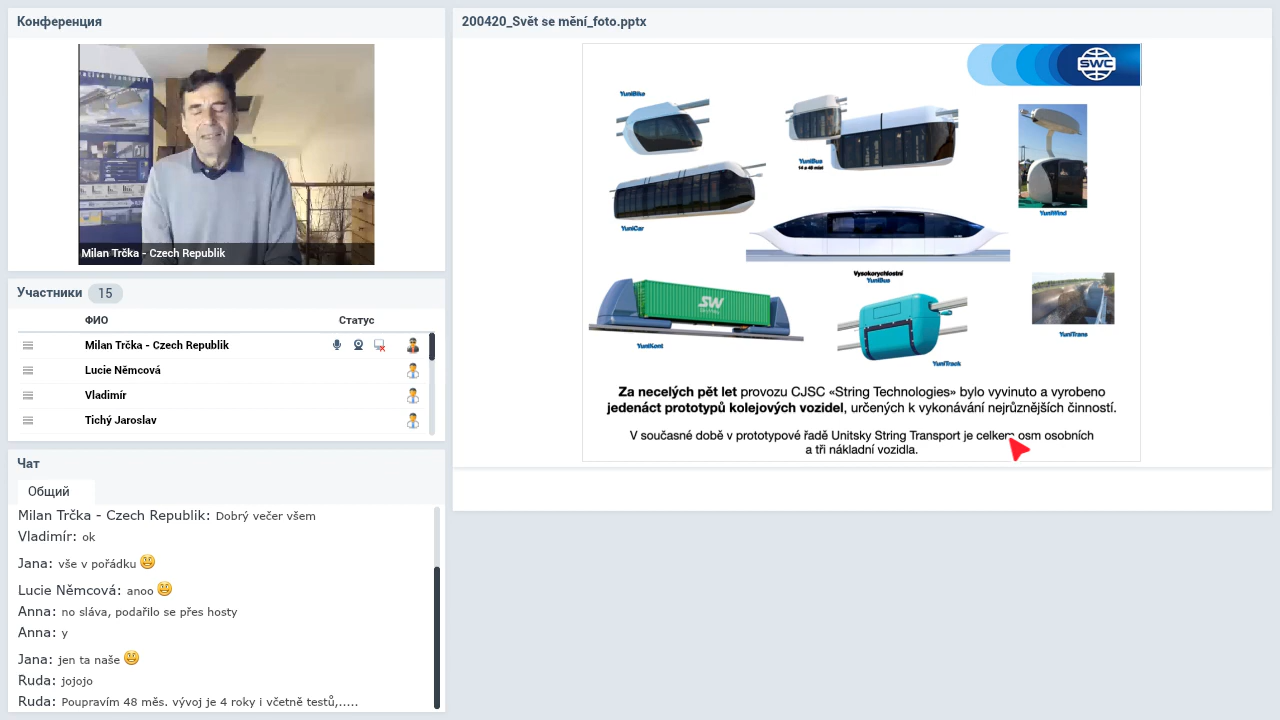 Конференция
Milan Trčka - Czech Republik
Участники 15
ФИО Статус
Milan Trčka - Czech Republik
Lucie Němcová
Vladimír
Tichý Jaroslav
Чат
Общий
Milan Trčka - Czech Republik: Dobrý večer všem
Vladimír: ok
Jana: vše v pořádku
Lucie Němcová: anoo
Anna: no sláva, podařilo se přes hosty
Anna: y
Jana: jen ta naše
Ruda: jojojo
Ruda: Poupravím 48 měs. vývoj je 4 roky i včetně testů,.....
200420_Svět se mění_foto.pptx
SWC
YuniBike
YuniBus
14 a 48 míst
YuniWind
YuniCar
Vysokorychlostní
YuniBus
SW
YuniKont
YuniTrans
YuniTrack
Za necelých pět let provozu CJSC «String Technologies» bylo vyvinuto a vyrobeno
jedenáct prototypů kolejových vozidel, určených k vykonávání nejrůznějších činností.
V současné době v prototypové řadě Unitsky String Transport je celkem osm osobních
a tři nákladní vozidla.